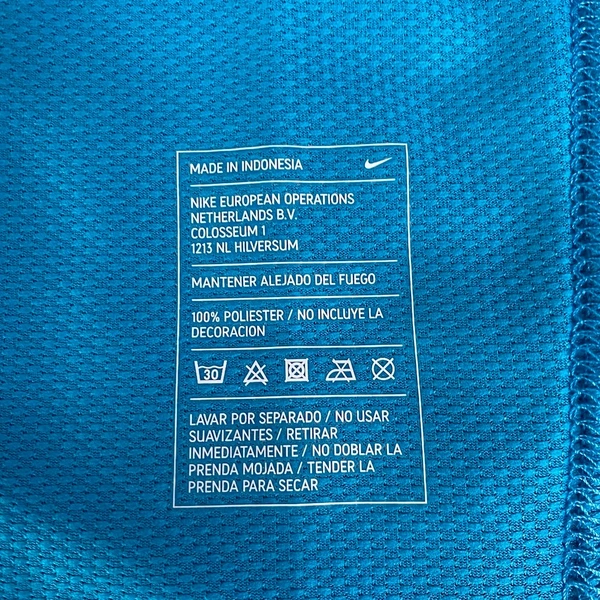 MADE IN INDONESIA
NIKE EUROPEAN OPERATIONS
NETHERLANDS B.V.
COLOSSEUM 1
1213 NL HILVERSUM
MANTENER ALEJADO DEL FUEGO
100% POLIESTER / NO INCLUYE LA
DECORACION
30
LAVAR POR SEPARADO / NO USAR
SUAVIZANTES / RETIRAR
INMEDIATAMENTE / NO DOBLAR LA
PRENDA MOJADA / TENDER LA
PRENDA PARA SECAR